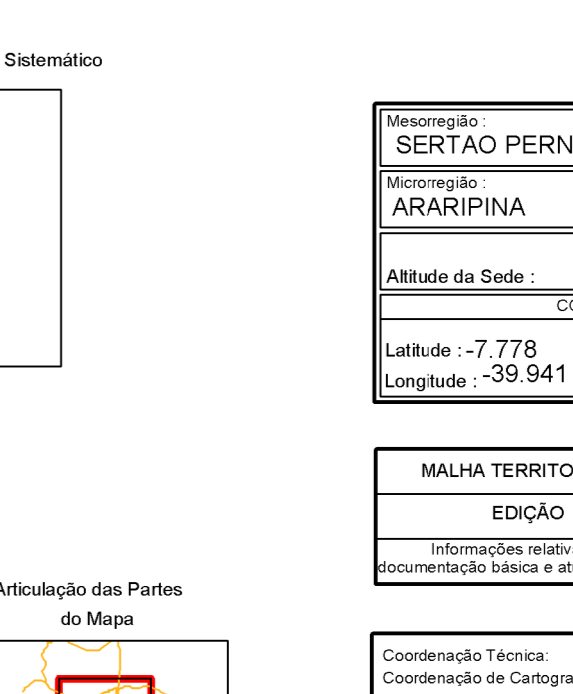 Sistemático
Mesorregião :
SERTAO PERN
Microrregião :
ARARIPINA
Altitude da Sede :
CO
Latitude : -7.778
Longitude : -39.941
MALHA TERRITO
EDIÇÃO
Informações relativ
documentação básica e at
Articulação das Partes
do Mapa
Coordenação Técnica:
Coordenação de Cartogra